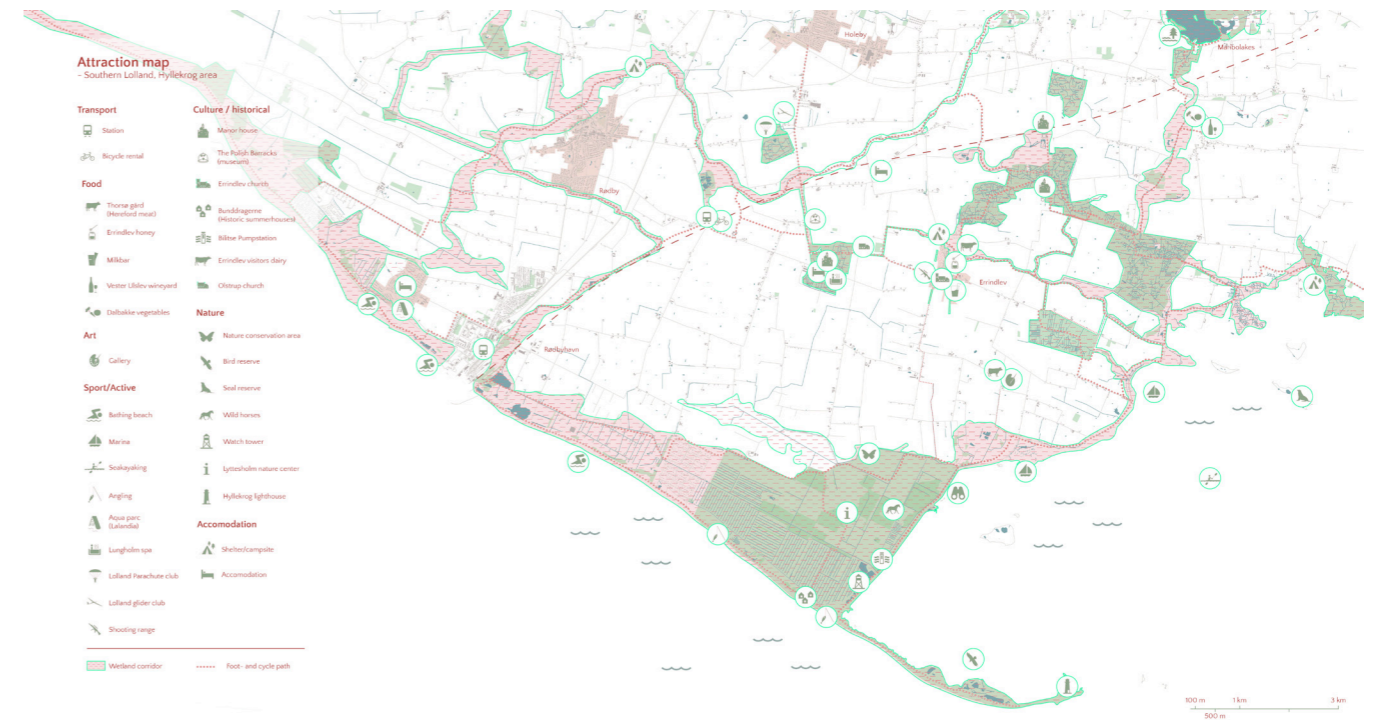 Attraction map
- Southern Lolland, Hyllekrog area
Transport
Station
Bicycle rental
Food
Thorsø gård
(Hereford meat)
Errindlev honey
Milkbar
Vester Ulslev wineyard
Dalbakke vegetables
Art
Gallery
Sport/Active
Bathing beach
Marina
Seakayaking
Angling
Aqua parc
(Lalandia)
Lungholm spa
Lolland Parachute club
Lolland glider club
Shooting range
Culture / historical
Manor house
The Polish Barracks
(museum)
Errindlev church
Bunddragerne
(Historic summerhouses)
Bilitse Pumpstation
Errindlev visitors dairy
Olstrup church
Nature
Nature conservation area
Bird reserve
Seal reserve
Wild horses
Watch tower
Lyttesholm nature center
Hyllekrog lighthouse
Accomodation
Shelter/campsite
Accomodation
Wetland corridor
Foot- and cycle path
Holeby
Maribolakes
Rødby
Errindlev
Rødbyhavn
100 m
1 km
3 km
500 m